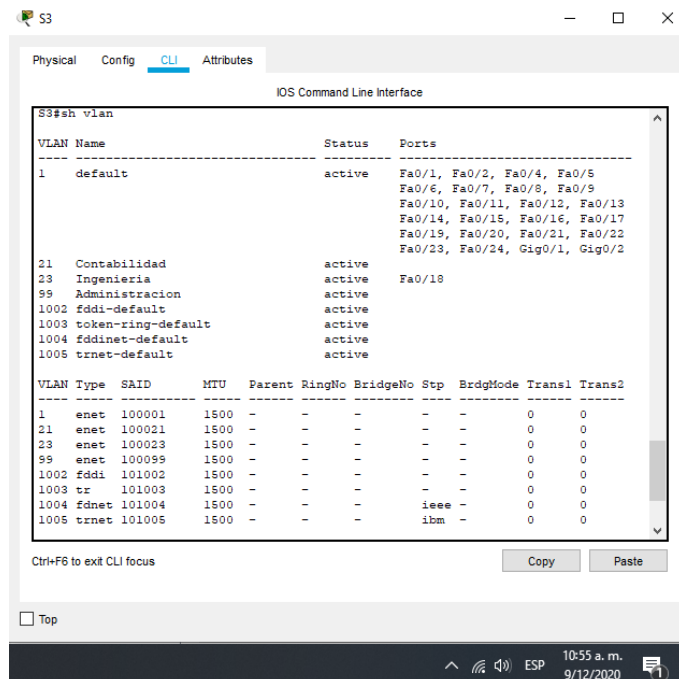 S3
Physical Config CLI Attributes
IOS Command Line Interface
S3#sh vlan
VLAN Name Status Ports
---- -------------------------------- --------- -------------------------------
1 default active Fa0/1, Fa0/2, Fa0/4, Fa0/5
Fa0/6, Fa0/7, Fa0/8, Fa0/9
Fa0/10, Fa0/11, Fa0/12, Fa0/13
Fa0/14, Fa0/15, Fa0/16, Fa0/17
Fa0/19, Fa0/20, Fa0/21, Fa0/22
Fa0/23, Fa0/24, Gig0/1, Gig0/2
21 Contabilidad active
23 Ingenieria active Fa0/18
99 Administracion active
1002 fddi-default active
1003 token-ring-default active
1004 fddinet-default active
1005 trnet-default active
VLAN Type SAID MTU Parent RingNo BridgeNo Stp BrdgMode Trans1 Trans2
---- ----- ---------- ----- ------ ------ -------- ---- -------- ------ ------
1 enet 100001 1500 - - - - - 0 0
21 enet 100021 1500 - - - - - 0 0
23 enet 100023 1500 - - - - - 0 0
99 enet 100099 1500 - - - - - 0 0
1002 fddi 101002 1500 - - - - - 0 0
1003 tr 101003 1500 - - - - - 0 0
1004 fdnet 101004 1500 - - - ieee - 0 0
1005 trnet 101005 1500 - - - ibm - 0 0
Ctrl+F6 to exit CLI focus
Copy Paste
Top
ESP
10:55 a. m.
9/12/2020
1